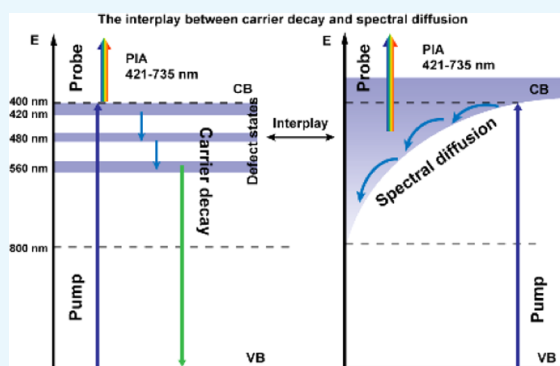 The interplay between carrier decay and spectral diffusion
E
Probe
PIA
421-735 nm
CB
400 nm
420 nm
480 nm
560 nm
800 nm
Defect states
Carrier decay
Pump
VB
Interplay
E
Probe
PIA
421-735 nm
CB
Spectral diffusion
Pump
VB